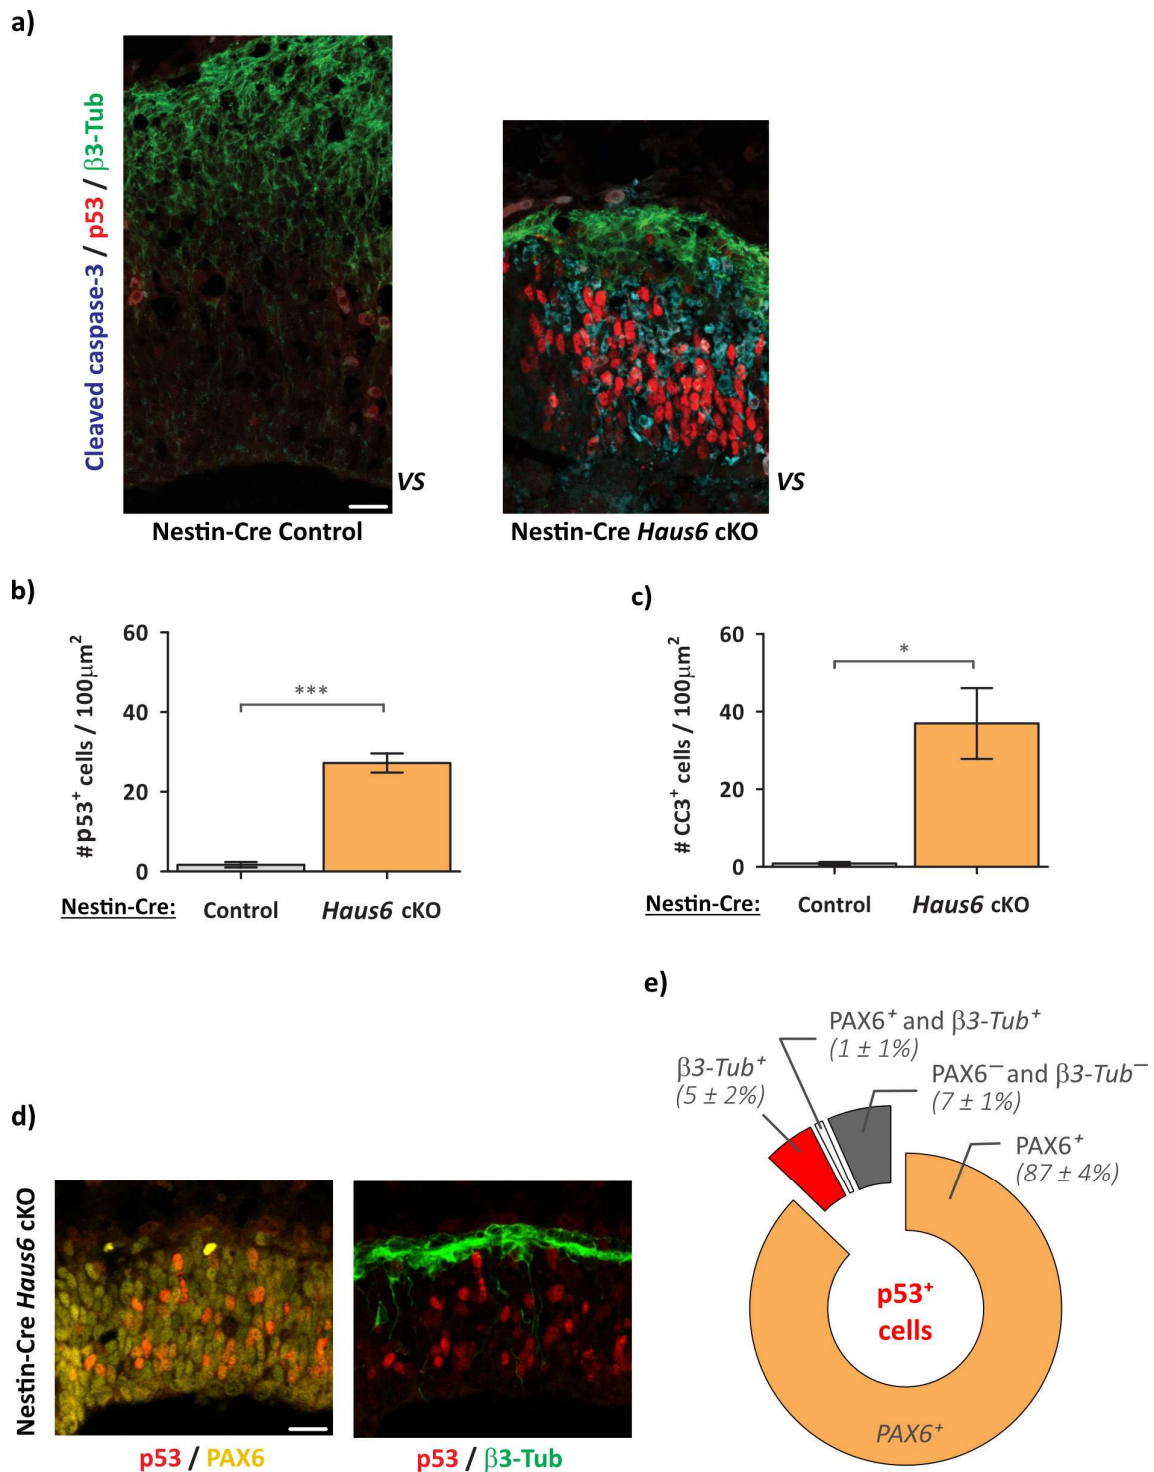 a)
Cleaved caspase-3 / p53 / β3-Tub
VS
VS
Nestin-Cre Control
Nestin-Cre Haus6 cKO
b)
60
40
20
0
# p53⁺ cells / 100µm²
***
Nestin-Cre:
Control
Haus6 cKO
c)
60
40
20
0
# CC3⁺ cells / 100µm²
*
Nestin-Cre:
Control
Haus6 cKO
d)
Nestin-Cre Haus6 cKO
p53 / PAX6
p53 / β3-Tub
e)
PAX6⁺ and β3-Tub⁺
(1 ± 1%)
β3-Tub⁺
(5 ± 2%)
PAX6⁻ and β3-Tub⁻
(7 ± 1%)
PAX6⁺
(87 ± 4%)
p53⁺
cells
PAX6⁺